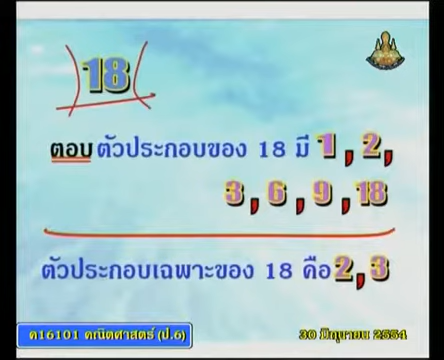 18
ตอบ ตัวประกอบของ 18 มี 1, 2,
3, 6, 9, 18
ตัวประกอบเฉพาะของ 18 คือ 2, 3
ค16101 คณิตศาสตร์ (ป.6)
30 มิถุนายน 2554